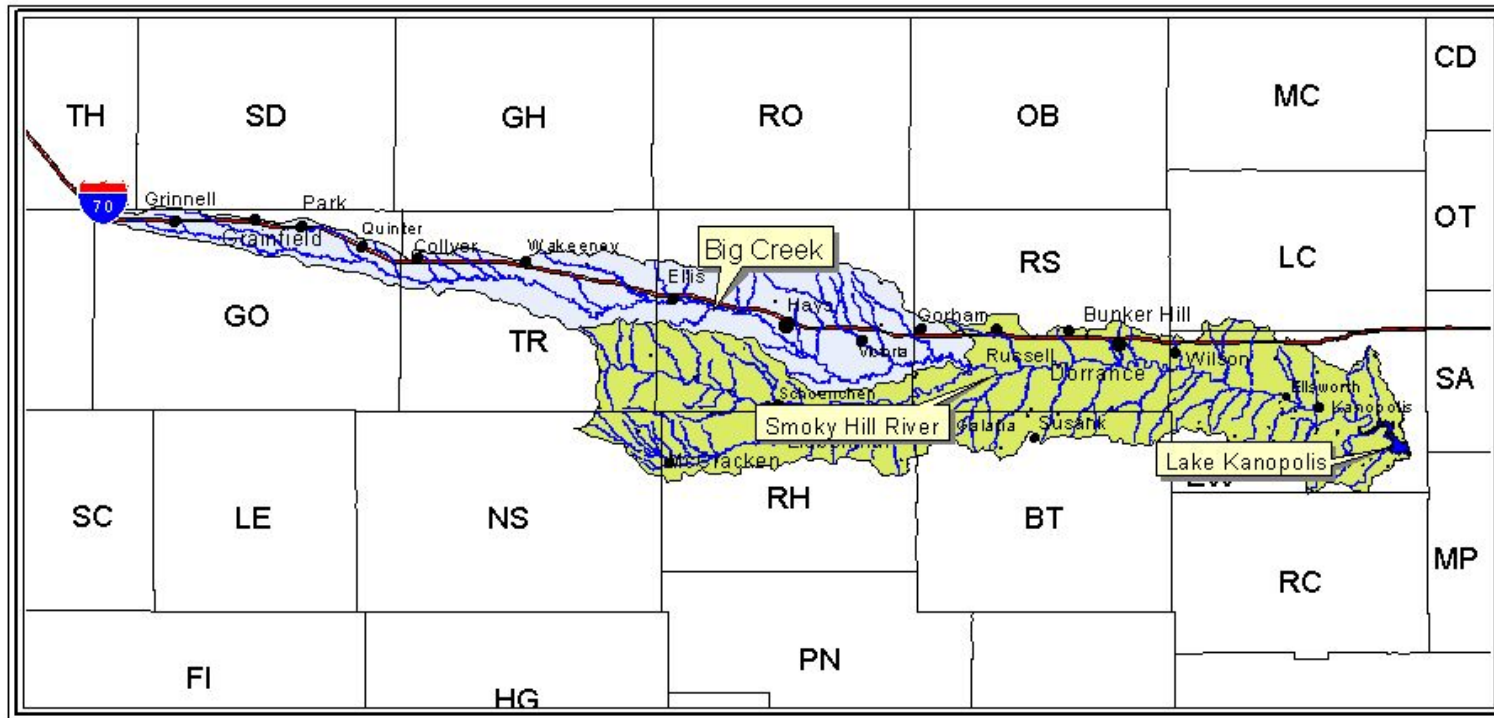 CD
TH
SD
GH
RO
OB
MC
70
Grinnell
Park
Grainfield
Quinter
Collyer
Wakeeney
Big Creek
OT
RS
LC
Ellis
Hays
GO
TR
Gorham
Bunker Hill
Victoria
Russell
Wilson
Dorrance
SA
Schoenchen
Ellsworth
Kanopolis
Smoky Hill River
Galatia
Susank
McCracken
Lake Kanopolis
EW
SC
LE
NS
RH
BT
MP
RC
FI
HG
PN